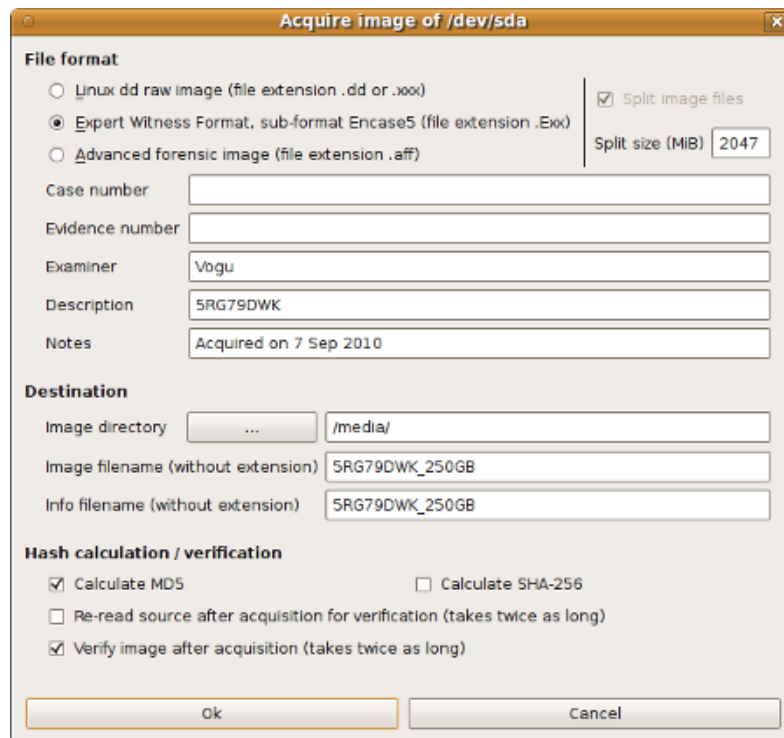 Acquire image of /dev/sda
File format
Linux dd raw image (file extension .dd or .xxx)
Expert Witness Format, sub-format Encase5 (file extension .Exx)
Advanced forensic image (file extension .aff)
Split image files
Split size (MiB) 2047
Case number
Evidence number
Examiner Vogu
Description 5RG79DWK
Notes Acquired on 7 Sep 2010
Destination
Image directory ... /media/
Image filename (without extension) 5RG79DWK_250GB
Info filename (without extension) 5RG79DWK_250GB
Hash calculation / verification
Calculate MD5 Calculate SHA-256
Re-read source after acquisition for verification (takes twice as long)
Verify image after acquisition (takes twice as long)
Ok Cancel